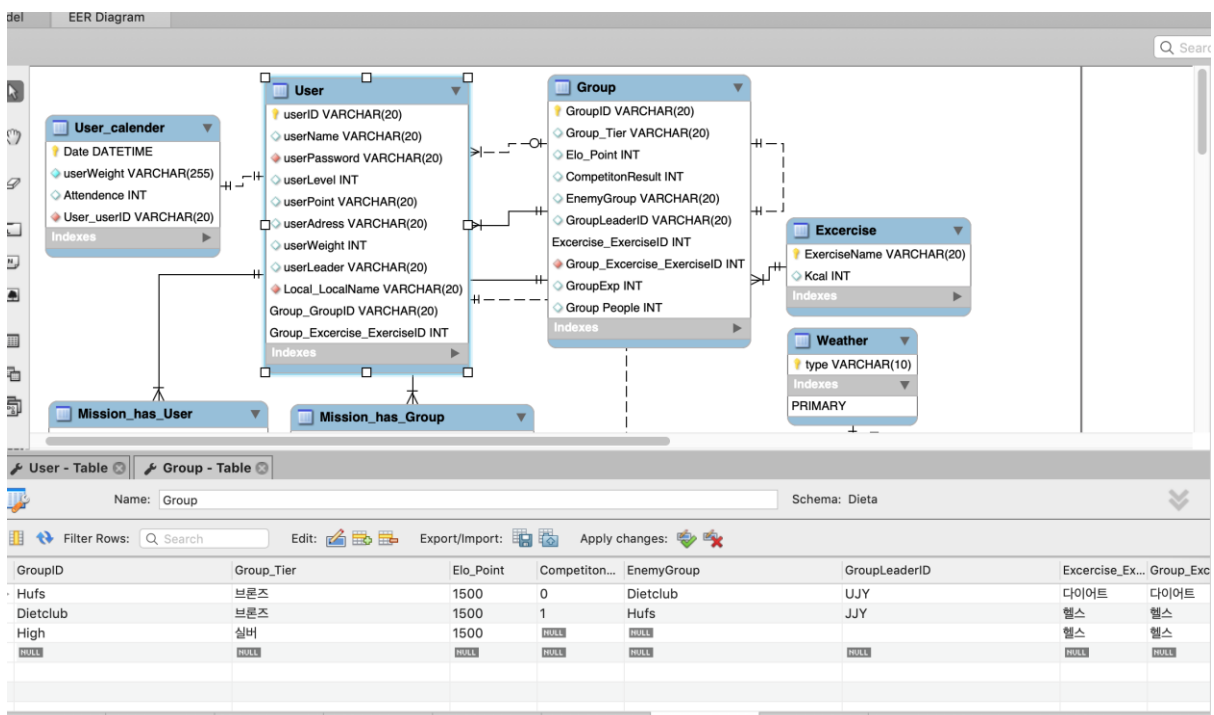 del
EER Diagram
Sear
User_calender
Date DATETIME
userWeight VARCHAR(255)
Attendence INT
User_userID VARCHAR(20)
Indexes
User
userID VARCHAR(20)
userName VARCHAR(20)
userPassword VARCHAR(20)
userLevel INT
userPoint VARCHAR(20)
userAdress VARCHAR(20)
userWeight INT
userLeader VARCHAR(20)
Local_LocalName VARCHAR(20)
Group_GroupID VARCHAR(20)
Group_Excercise_ExerciseID INT
Indexes
Group
GroupID VARCHAR(20)
Group_Tier VARCHAR(20)
Elo_Point INT
CompetitonResult INT
EnemyGroup VARCHAR(20)
GroupLeaderID VARCHAR(20)
Excercise_ExerciseID INT
Group_Excercise_ExerciseID INT
GroupExp INT
Group People INT
Indexes
Excercise
ExerciseName VARCHAR(20)
Kcal INT
Indexes
Weather
type VARCHAR(10)
Indexes
PRIMARY
Mission_has_User
Mission_has_Group
User - Table Group - Table
Name: Group Schema: Dieta
Filter Rows: Search Edit: Export/Import: Apply changes:
GroupID Group_Tier Elo_Point Competiton... EnemyGroup GroupLeaderID Excercise_Ex... Group_Exc
Hufs 브론즈 1500 0 Dietclub UJY 다이어트 다이어트
Dietclub 브론즈 1500 1 Hufs JJY 헬스 헬스
High 실버 1500 NULL NULL 헬스 헬스
NULL NULL NULL NULL NULL NULL NULL NULL